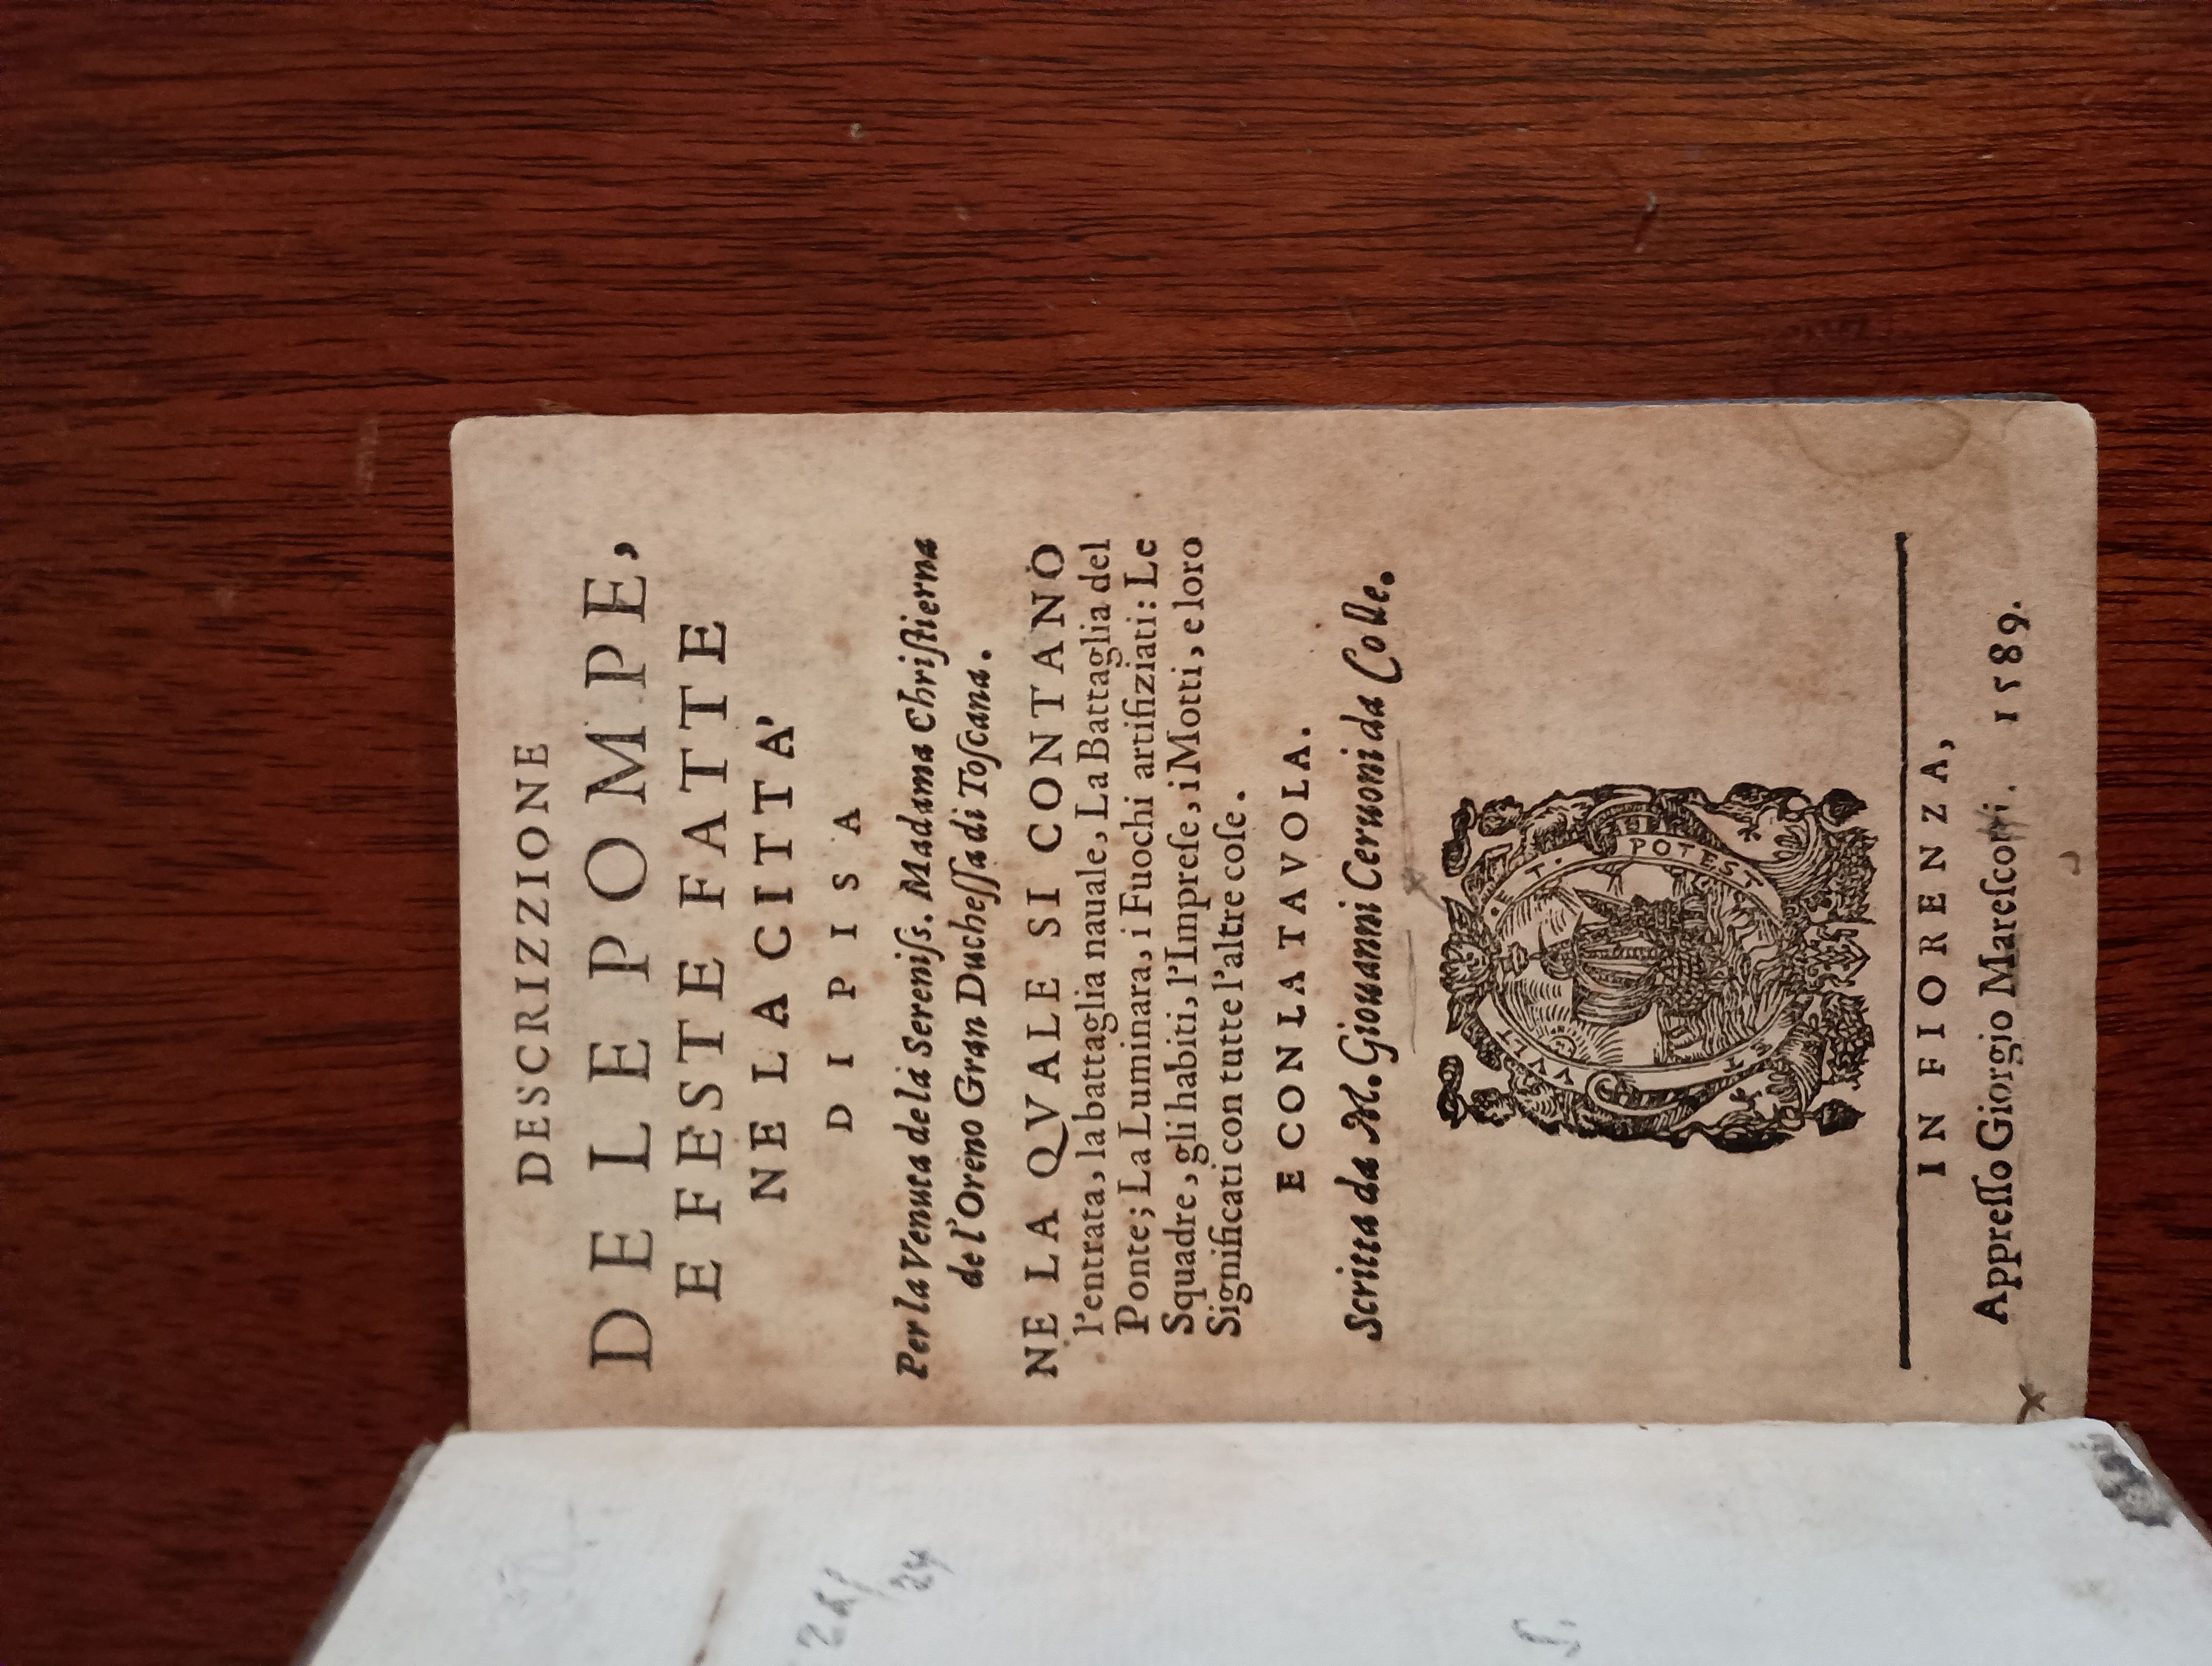 DESCRIZZIONE
DE LE POMPE,
E FESTE FATTE
NE LA CITTA'
DI PISA
Per la Venuta de la Sereniſs. Madama Chriſtierna
de l'Oreno Gran Ducheſſa di Toſcana.
NE LA QVALE SI CONTANO
l'entrata, la battaglia nauale, La Battaglia del
Ponte; La Luminara, i Fuochi artifiziati: Le
Squadre, gli habiti, l'Impreſe, i Motti, e loro
Significati con tutte l'altre coſe.
E CON LA TAVOLA.
Scritta da M. Giouanni Ceruoni da Colle.
VVLT. ET. POTEST
IN FIORENZA,
Appreſſo Giorgio Mareſcotti. 1589.